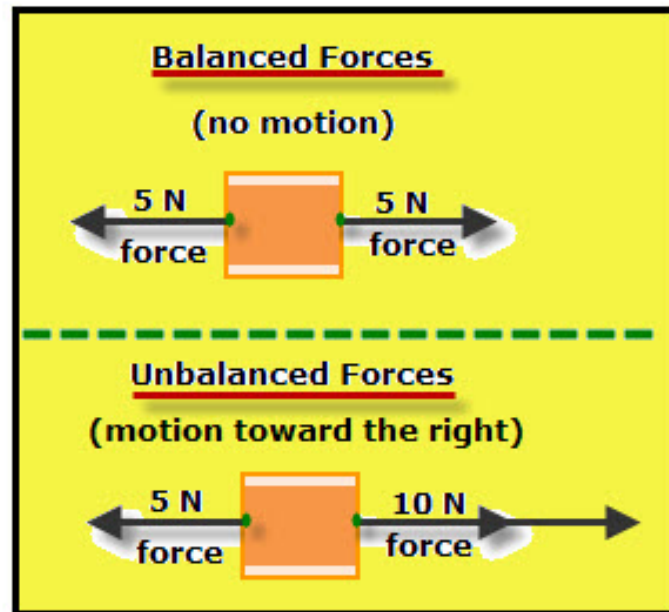 Balanced Forces
(no motion)
5 N 5 N
force force
Unbalanced Forces
(motion toward the right)
5 N 10 N
force force